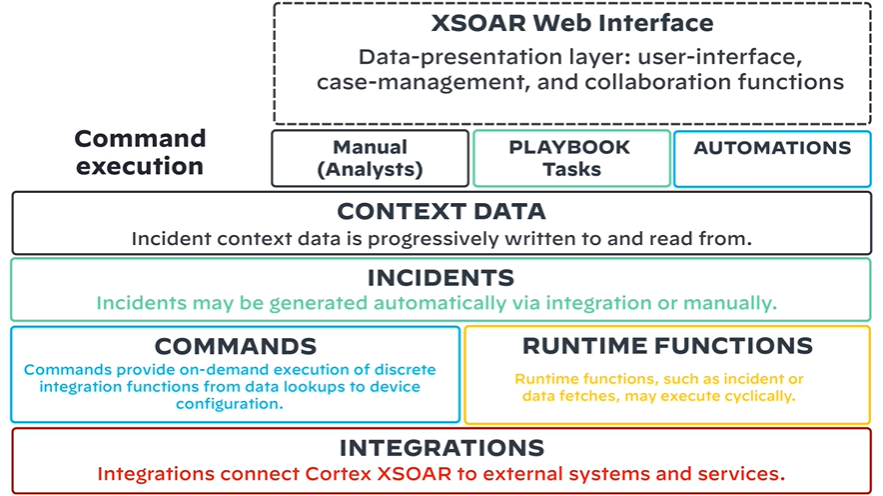 XSOAR Web Interface
Data-presentation layer: user-interface,
case-management, and collaboration functions
Command
execution
Manual
(Analysts)
PLAYBOOK
Tasks
AUTOMATIONS
CONTEXT DATA
Incident context data is progressively written to and read from.
INCIDENTS
Incidents may be generated automatically via integration or manually.
COMMANDS
Commands provide on-demand execution of discrete
integration functions from data lookups to device
configuration.
RUNTIME FUNCTIONS
Runtime functions, such as incident or
data fetches, may execute cyclically.
INTEGRATIONS
Integrations connect Cortex XSOAR to external systems and services.